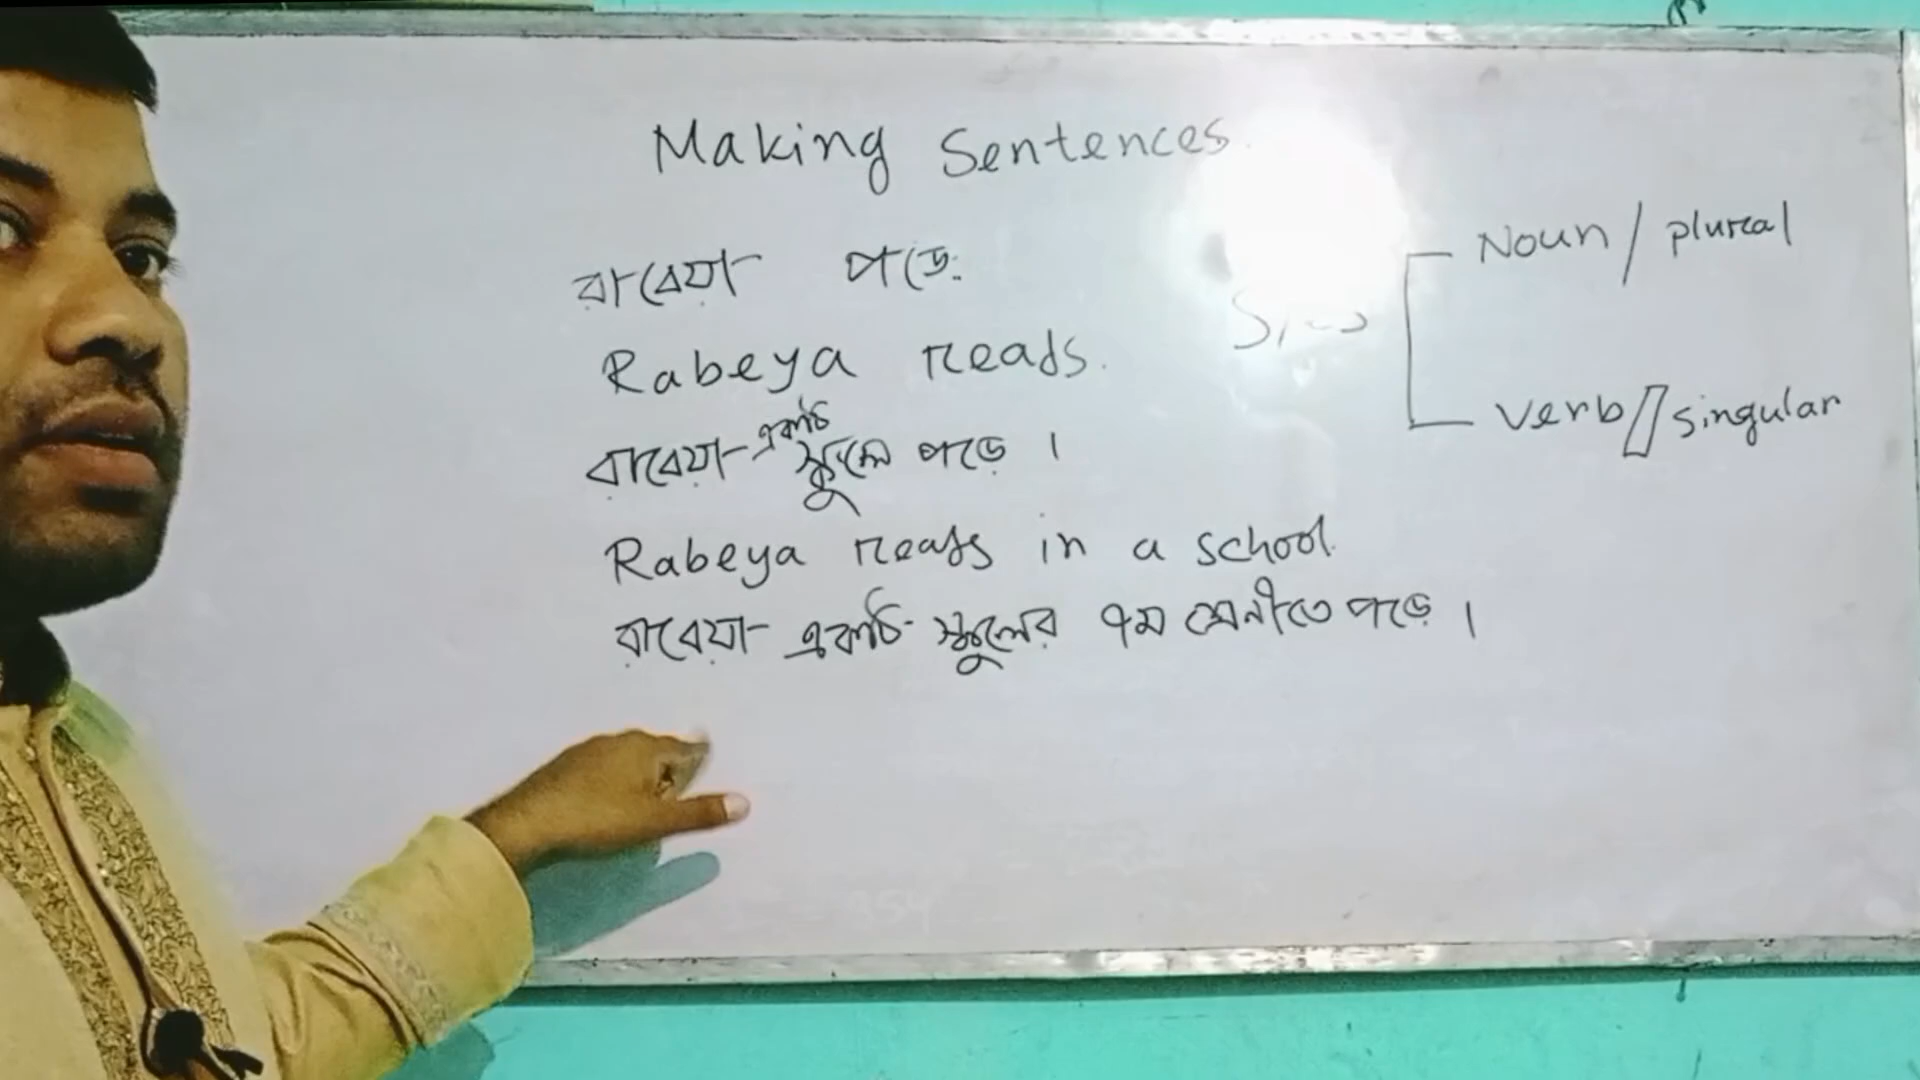 Making Sentences
রাবেয়া পড়ে
Rabeya reads.
রাবেয়া একটি স্কুলে পড়ে ।
Rabeya reads in a school.
রাবেয়া একটি স্কুলের ৭ম শ্রেনীতে পড়ে ।
Noun / plural
verb / singular